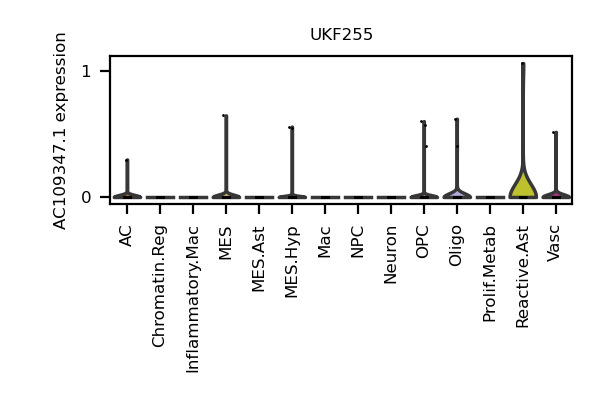 UKF255
AC109347.1 expression
1
0
AC
Chromatin.Reg
Inflammatory.Mac
MES
MES.Ast
MES.Hyp
Mac
NPC
Neuron
OPC
Oligo
Prolif.Metab
Reactive.Ast
Vasc